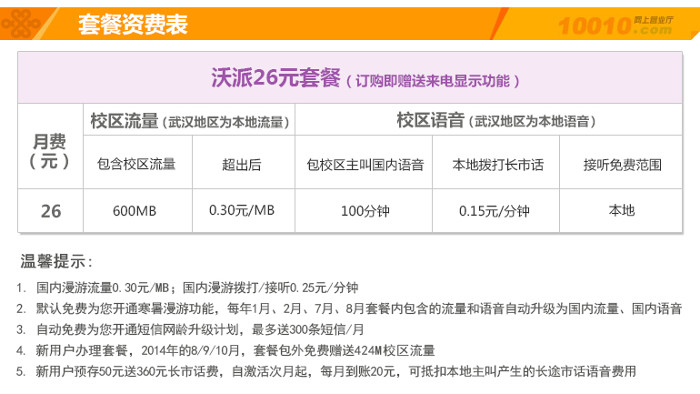 套餐资费表
网上营业厅
10010.com
沃派26元套餐（订购即赠送来电显示功能）
月费（元）
校区流量（武汉地区为本地流量）
校区语音（武汉地区为本地语音）
包含校区流量
超出后
包校区主叫国内语音
本地拨打长市话
接听免费范围
26
600MB
0.30元/MB
100分钟
0.15元/分钟
本地
温馨提示：
1. 国内漫游流量0.30元/MB；国内漫游拨打/接听0.25元/分钟
2. 默认免费为您开通寒暑漫游功能，每年1月、2月、7月、8月套餐内包含的流量和语音自动升级为国内流量、国内语音
3. 自动免费为您开通短信网龄升级计划，最多送300条短信/月
4. 新用户办理套餐，2014年的8/9/10月，套餐包外免费赠送424M校区流量
5. 新用户预存50元送360元长市话费，自激活次月起，每月到账20元，可抵扣本地主叫产生的长途市话语音费用